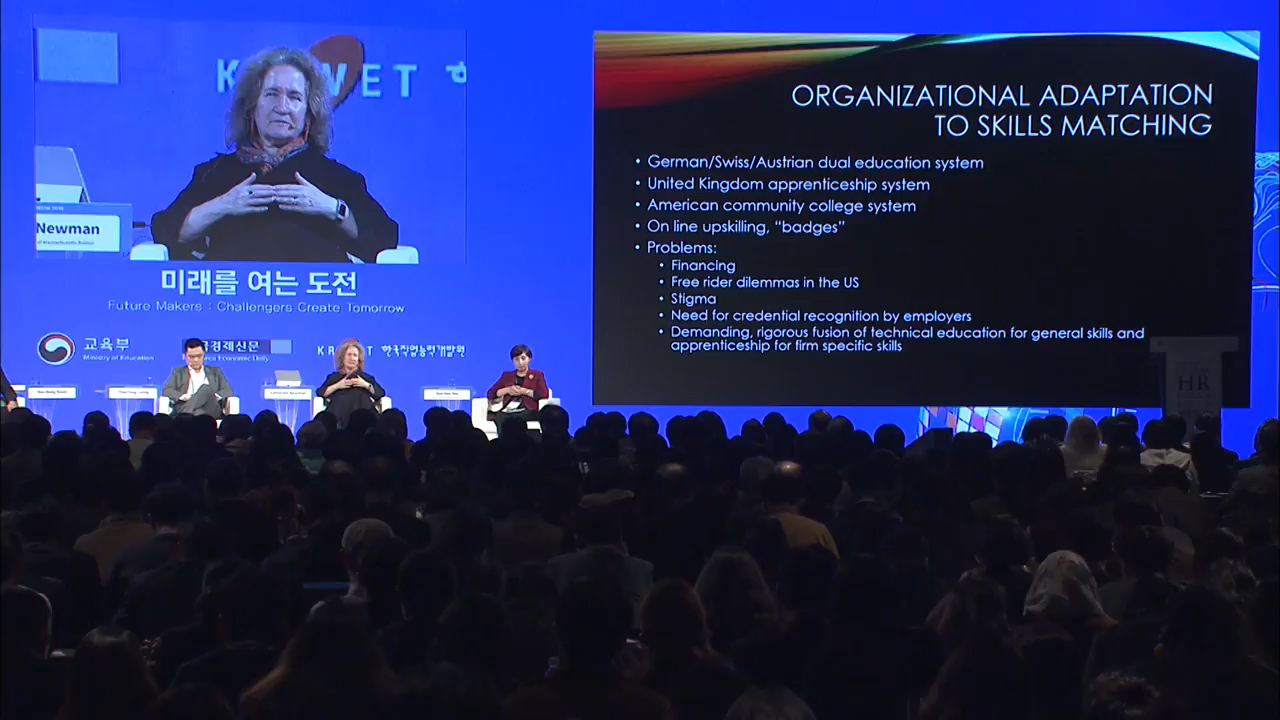 Newman
미래를 여는 도전
Future Makers : Challengers Create Tomorrow
교육부
Ministry of Education
경제신문
Economic Daily
한국직업능력개발원
ORGANIZATIONAL ADAPTATION
TO SKILLS MATCHING
• German/Swiss/Austrian dual education system
• United Kingdom apprenticeship system
• American community college system
• On line upskilling, “badges”
• Problems:
• Financing
• Free rider dilemmas in the US
• Stigma
• Need for credential recognition by employers
• Demanding, rigorous fusion of technical education for general skills and
apprenticeship for firm specific skills
HR